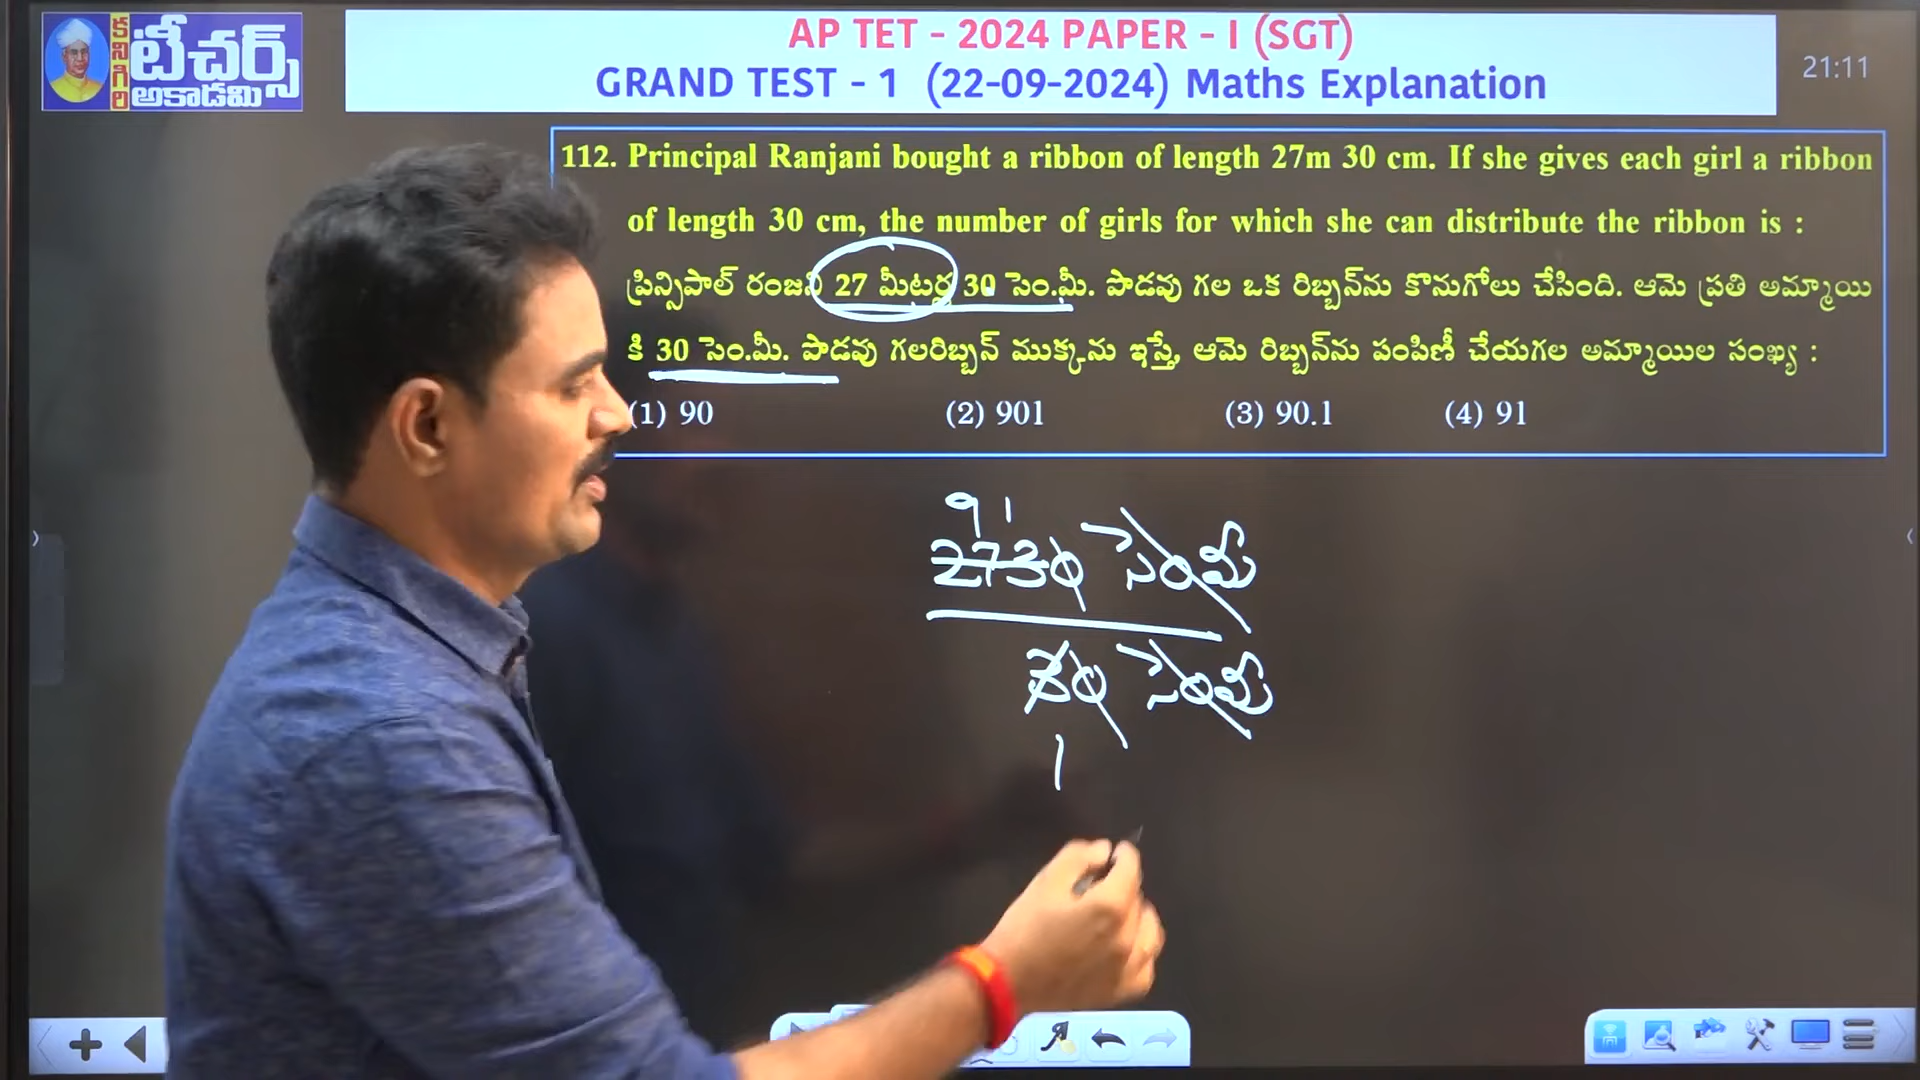 కనిగిరి
టీచర్స్
అకాడమి
AP TET - 2024 PAPER - I (SGT)
GRAND TEST - 1 (22-09-2024) Maths Explanation
21:11
112. Principal Ranjani bought a ribbon of length 27m 30 cm. If she gives each girl a ribbon
of length 30 cm, the number of girls for which she can distribute the ribbon is :
ప్రిన్సిపాల్ రంజని 27 మీటర్ల 30 సెం.మీ. పొడవు గల ఒక రిబ్బన్‌ను కొనుగోలు చేసింది. ఆమె ప్రతి అమ్మాయి
కి 30 సెం.మీ. పొడవు గలరిబ్బన్ ముక్కను ఇస్తే, ఆమె రిబ్బన్‌ను పంపిణీ చేయగల అమ్మాయిల సంఖ్య :
(1) 90 (2) 901 (3) 90.1 (4) 91
91
2730 సెంమీ
30 సెంమీ
1